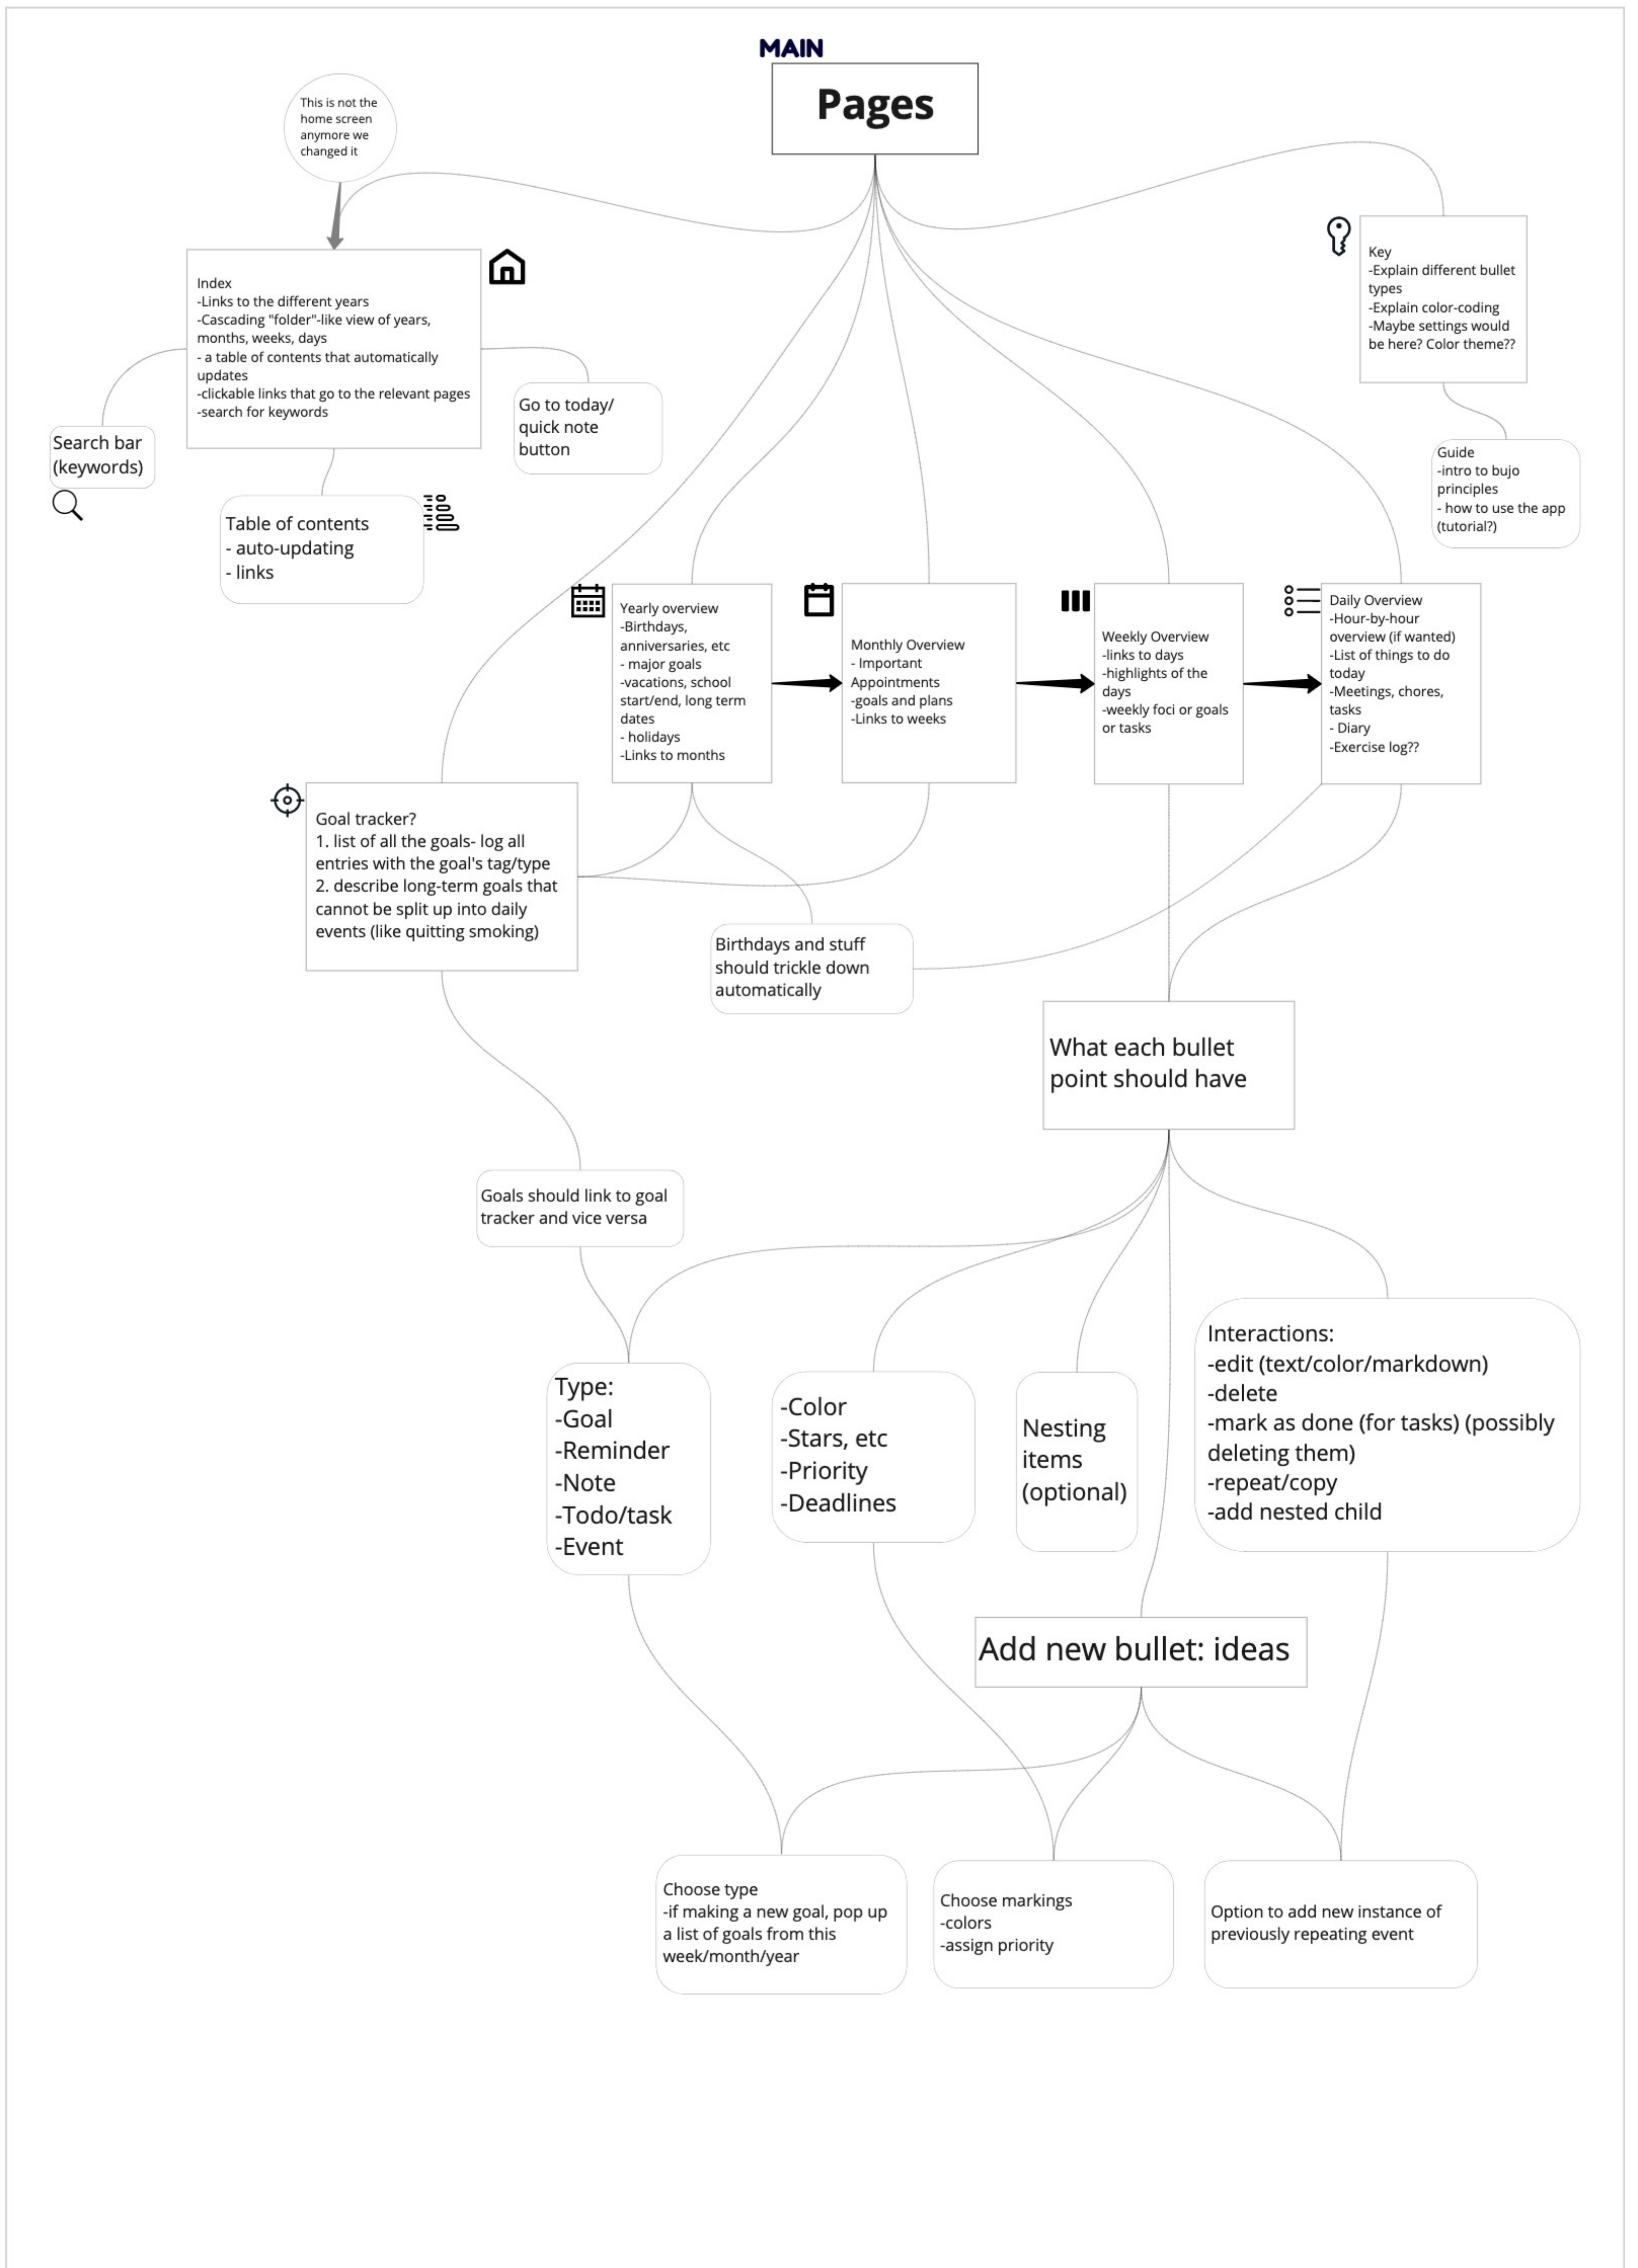 MAIN
Pages
This is not the
home screen
anymore we
changed it
Index
-Links to the different years
-Cascading "folder"-like view of years,
months, weeks, days
- a table of contents that automatically
updates
-clickable links that go to the relevant pages
-search for keywords
Key
-Explain different bullet
types
-Explain color-coding
-Maybe settings would
be here? Color theme??
Search bar
(keywords)
Go to today/
quick note
button
Table of contents
- auto-updating
- links
Guide
-intro to bujo
principles
- how to use the app
(tutorial?)
Yearly overview
-Birthdays,
anniversaries, etc
- major goals
-vacations, school
start/end, long term
dates
- holidays
-Links to months
Monthly Overview
- Important
Appointments
-goals and plans
-Links to weeks
Weekly Overview
-links to days
-highlights of the
days
-weekly foci or goals
or tasks
Daily Overview
-Hour-by-hour
overview (if wanted)
-List of things to do
today
-Meetings, chores,
tasks
- Diary
-Exercise log??
Goal tracker?
1. list of all the goals- log all
entries with the goal's tag/type
2. describe long-term goals that
cannot be split up into daily
events (like quitting smoking)
Birthdays and stuff
should trickle down
automatically
What each bullet
point should have
Goals should link to goal
tracker and vice versa
Type:
-Goal
-Reminder
-Note
-Todo/task
-Event
-Color
-Stars, etc
-Priority
-Deadlines
Nesting
items
(optional)
Interactions:
-edit (text/color/markdown)
-delete
-mark as done (for tasks) (possibly
deleting them)
-repeat/copy
-add nested child
Add new bullet: ideas
Choose type
-if making a new goal, pop up
a list of goals from this
week/month/year
Choose markings
-colors
-assign priority
Option to add new instance of
previously repeating event